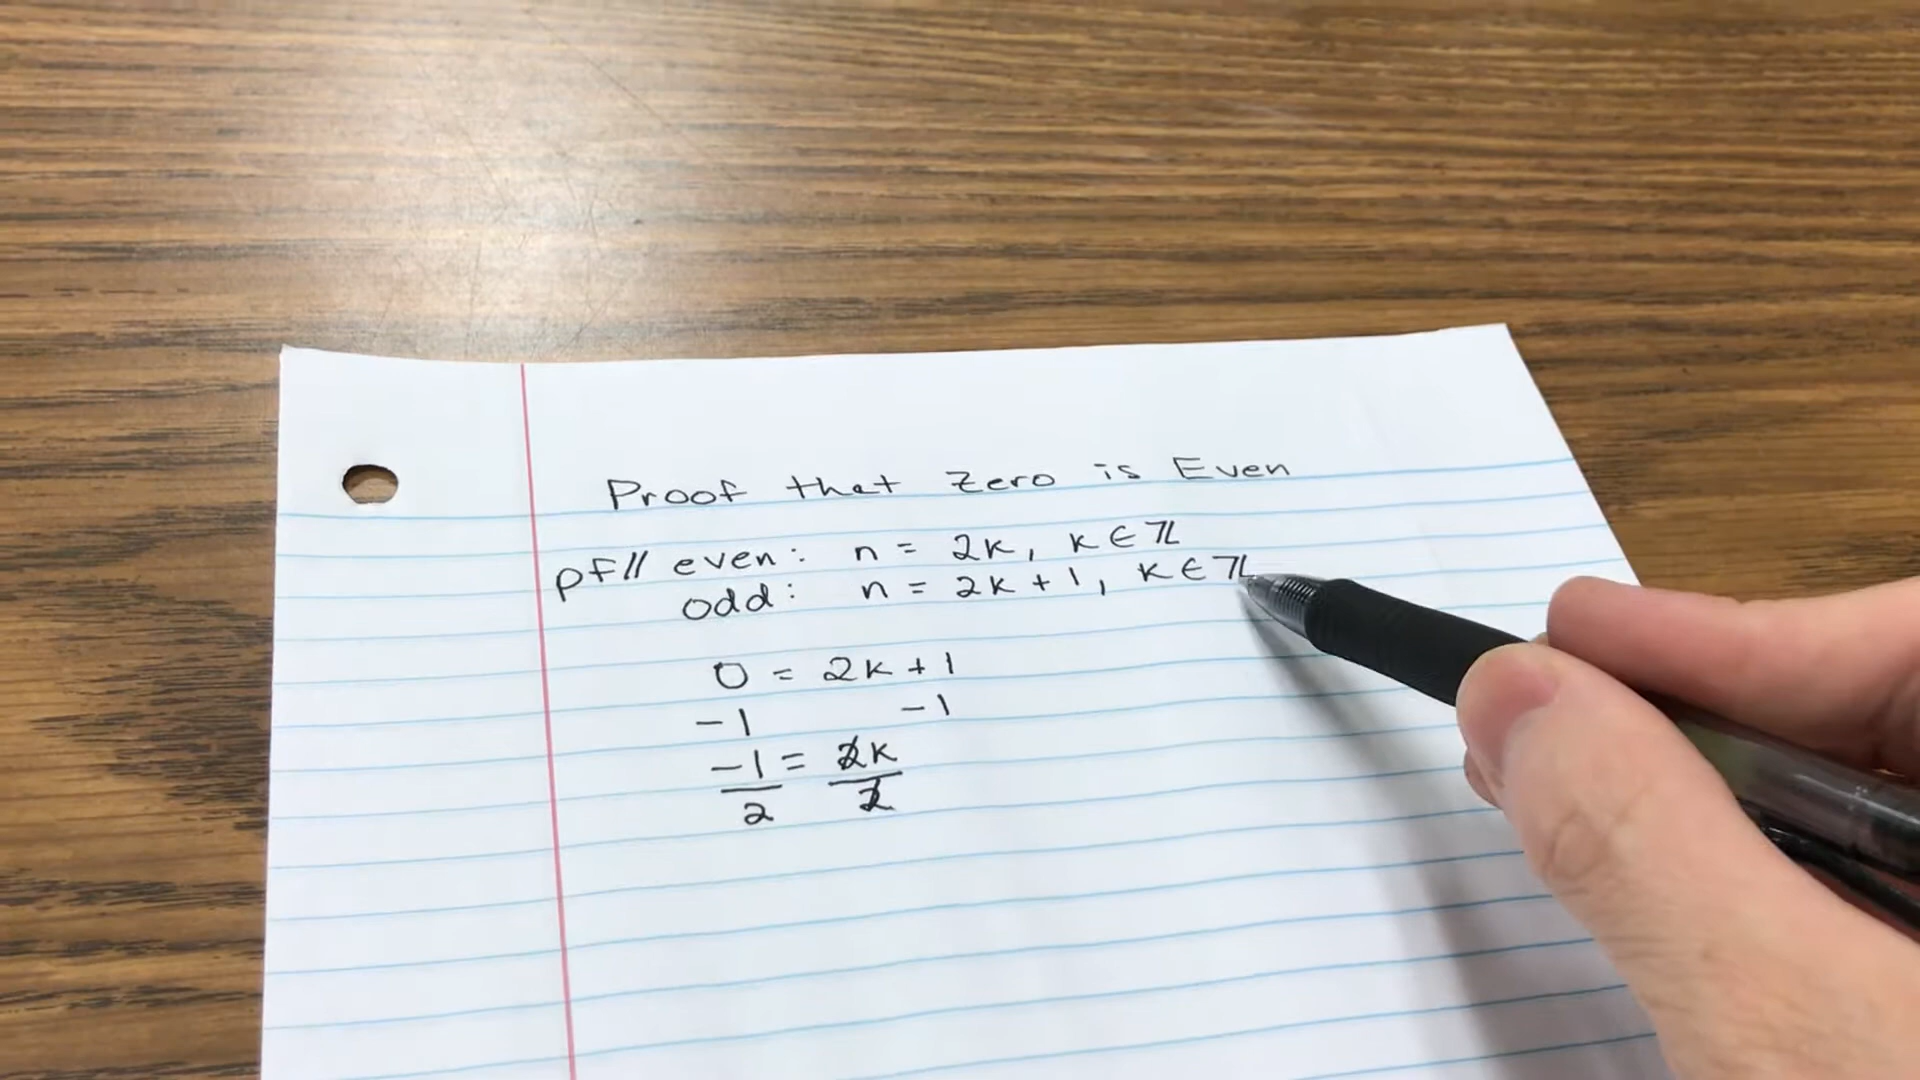 Proof that Zero is Even
pf// even: n = 2k, k ∈ ℤ
odd: n = 2k + 1, k ∈ ℤ
0 = 2k + 1
-1 -1
-1 = 2k
2 2